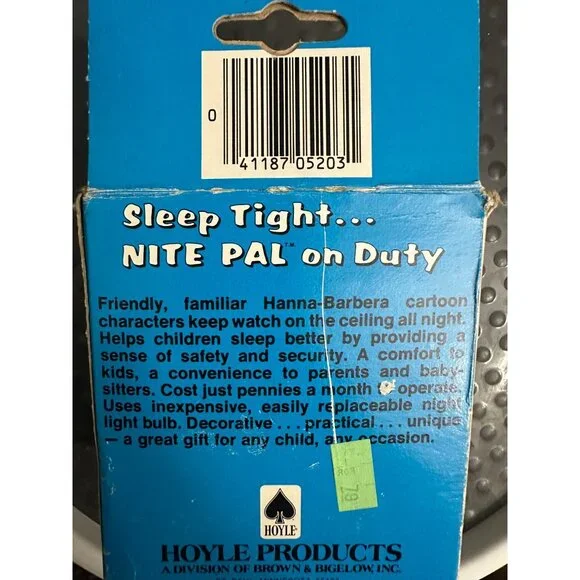 0
41187 05203
Sleep Tight...
NITE PAL™ on Duty
Friendly, familiar Hanna-Barbera cartoon
characters keep watch on the ceiling all night.
Helps children sleep better by providing a
sense of safety and security. A comfort to
kids, a convenience to parents and baby-
sitters. Cost just pennies a month to operate.
Uses inexpensive, easily replaceable night
light bulb. Decorative . . . practical . . . unique
— a great gift for any child, any occasion.
HOYLE
HOYLE PRODUCTS
A DIVISION OF BROWN & BIGELOW, INC.